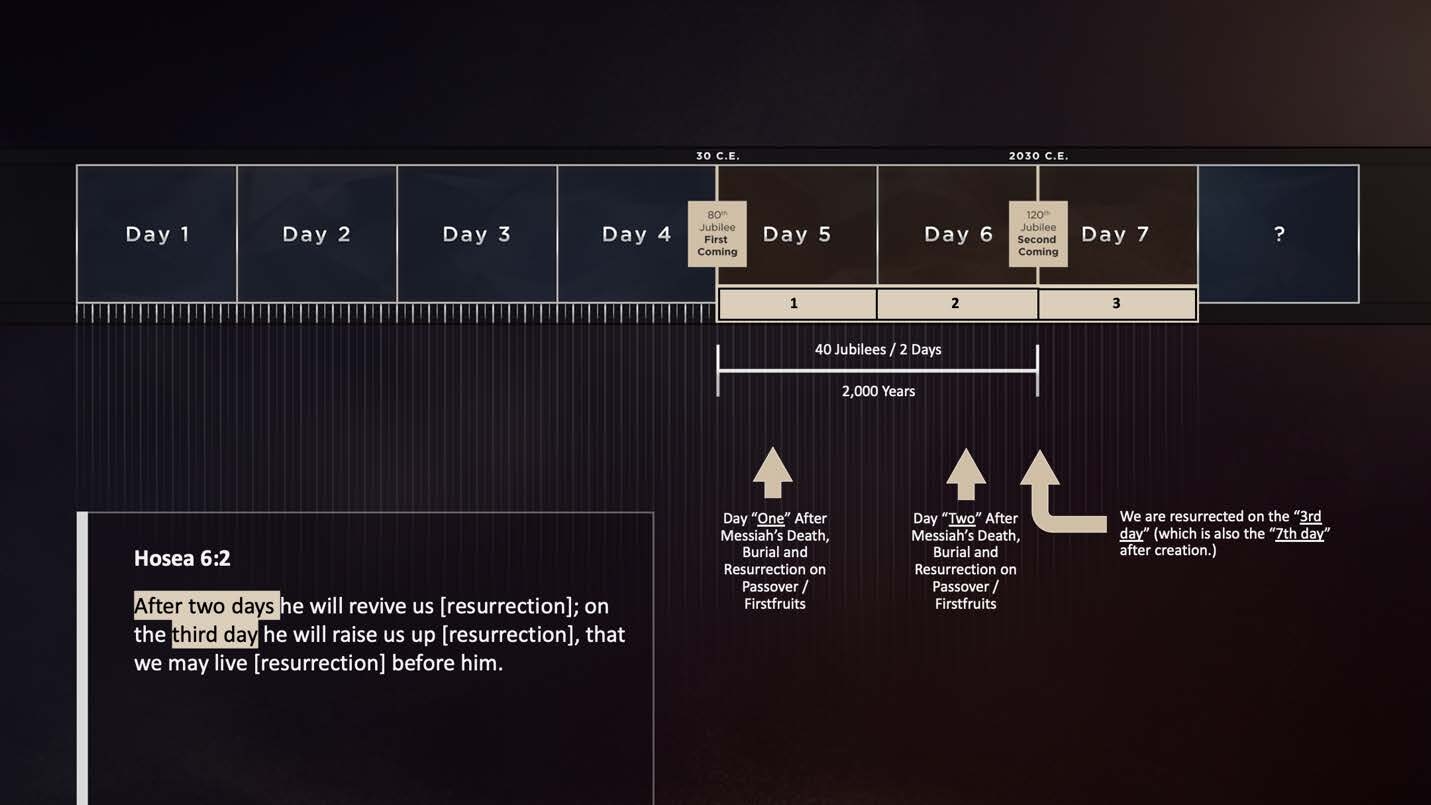 30 C.E.
2030 C.E.
Day 1
Day 2
Day 3
Day 4
80th
Jubilee
First
Coming
Day 5
Day 6
120th
Jubilee
Second
Coming
Day 7
?
1
2
3
40 Jubilees / 2 Days
2,000 Years
Day “One” After
Messiah’s Death,
Burial and
Resurrection on
Passover /
Firstfruits
Day “Two” After
Messiah’s Death,
Burial and
Resurrection on
Passover /
Firstfruits
We are resurrected on the “3rd
day” (which is also the “7th day”
after creation.)
Hosea 6:2
After two days he will revive us [resurrection]; on
the third day he will raise us up [resurrection], that
we may live [resurrection] before him.